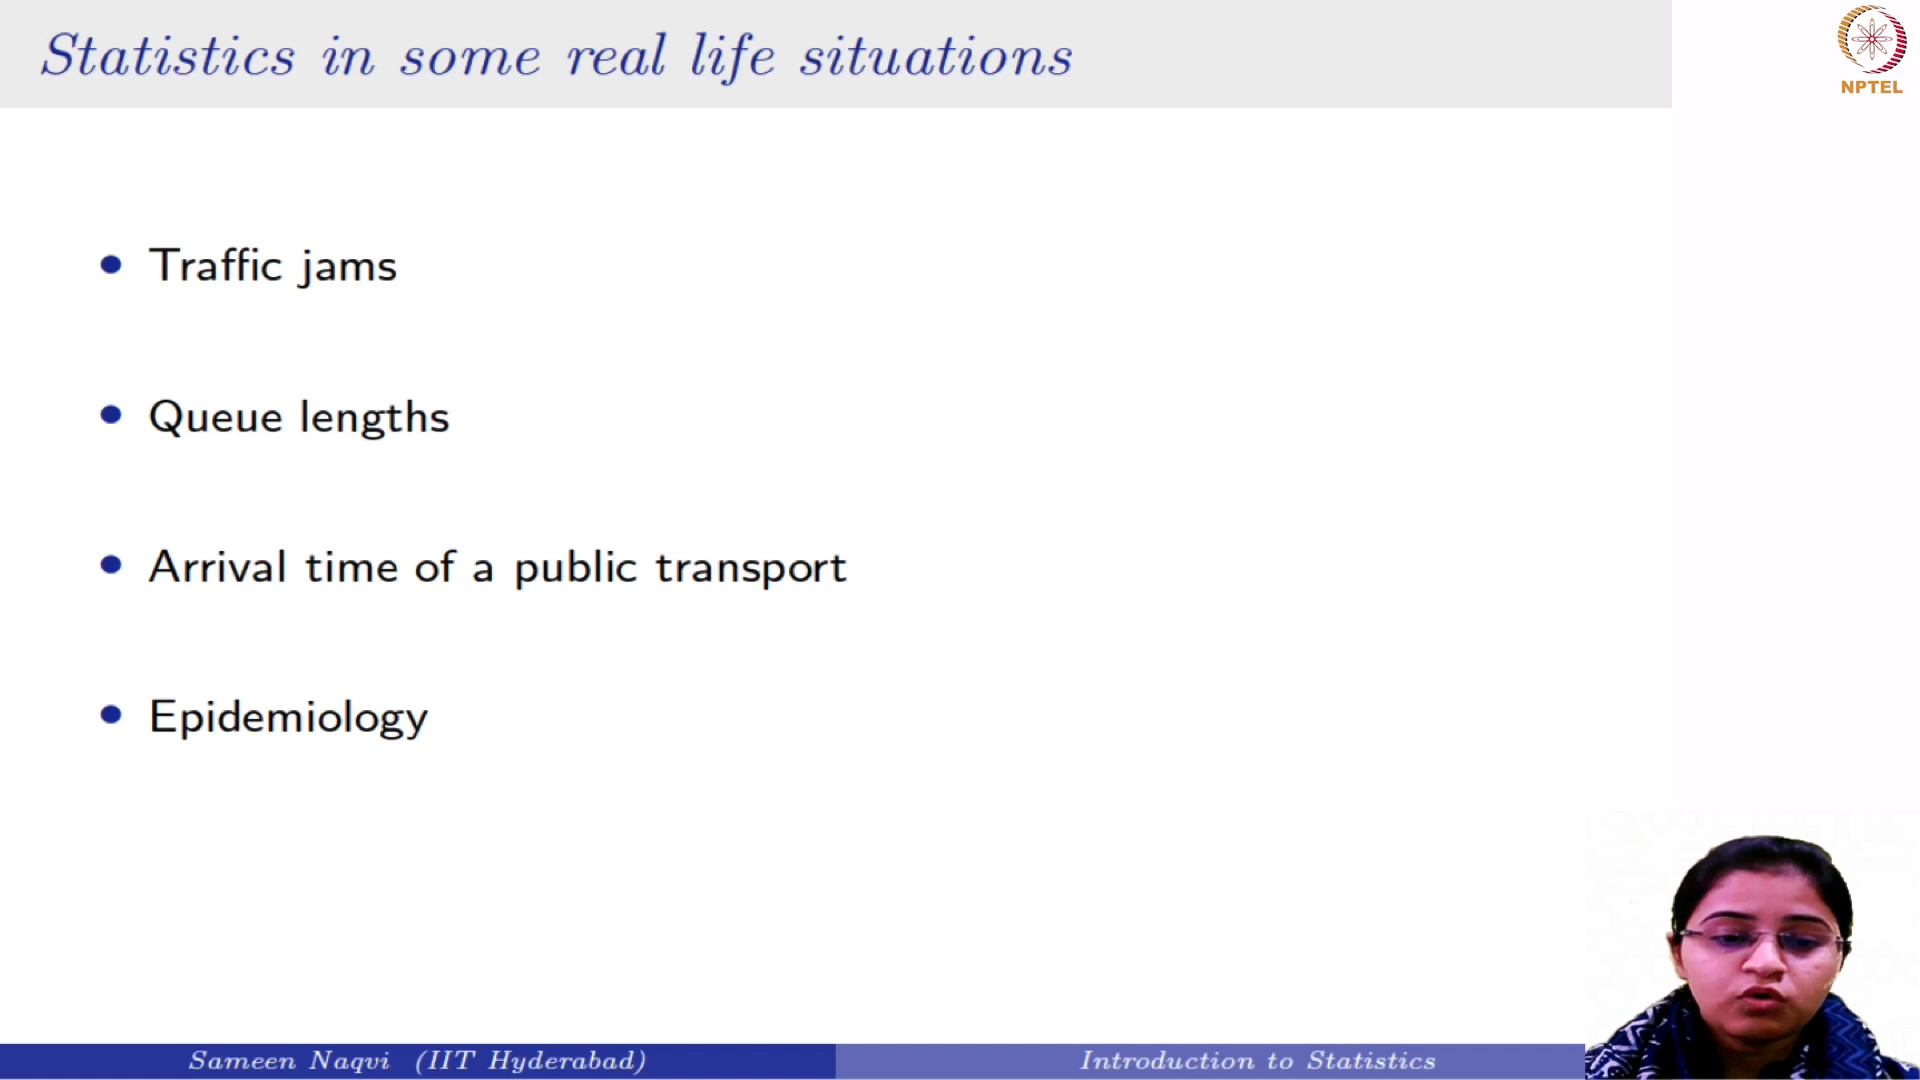 Statistics in some real life situations
NPTEL
Traffic jams
Queue lengths
Arrival time of a public transport
Epidemiology
Sameen Naqvi (IIT Hyderabad)
Introduction to Statistics